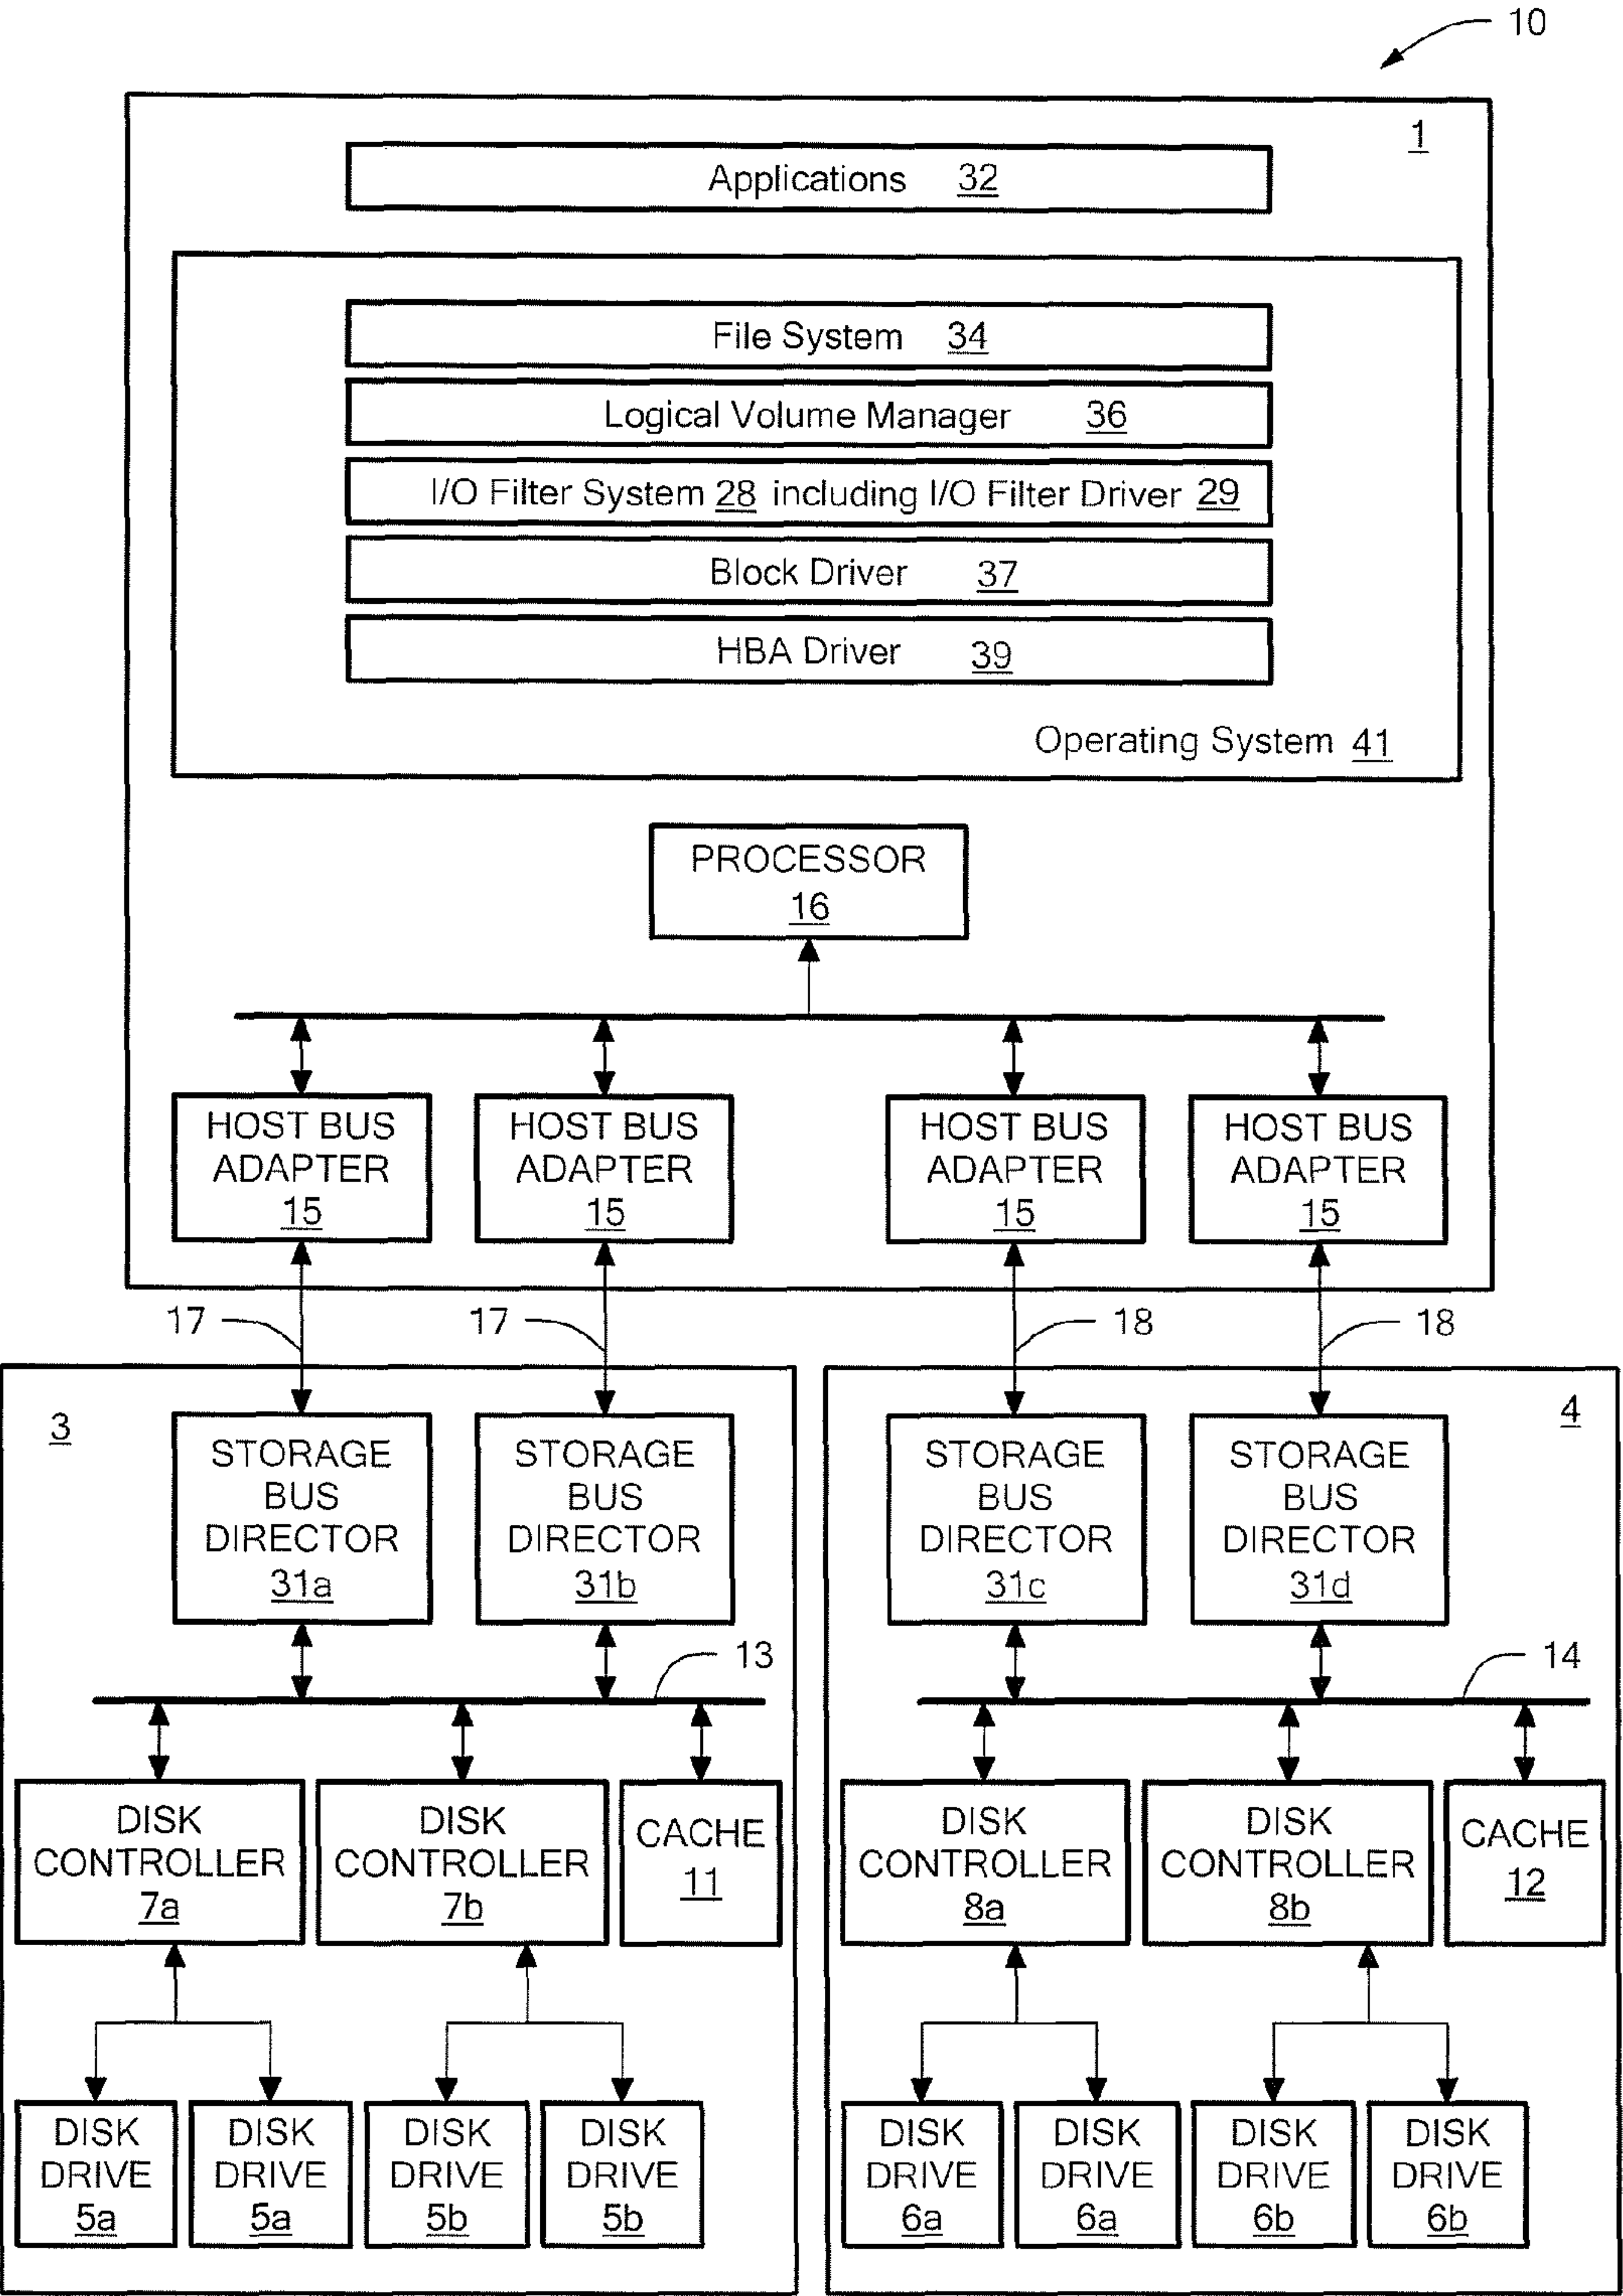 10
1
Applications 32
File System 34
Logical Volume Manager 36
I/O Filter System 28 including I/O Filter Driver 29
Block Driver 37
HBA Driver 39
Operating System 41
PROCESSOR
16
HOST BUS
ADAPTER
15
HOST BUS
ADAPTER
15
HOST BUS
ADAPTER
15
HOST BUS
ADAPTER
15
17
17
18
18
3
STORAGE
BUS
DIRECTOR
31a
STORAGE
BUS
DIRECTOR
31b
13
DISK
CONTROLLER
7a
DISK
CONTROLLER
7b
CACHE
11
DISK
DRIVE
5a
DISK
DRIVE
5a
DISK
DRIVE
5b
DISK
DRIVE
5b
4
STORAGE
BUS
DIRECTOR
31c
STORAGE
BUS
DIRECTOR
31d
14
DISK
CONTROLLER
8a
DISK
CONTROLLER
8b
CACHE
12
DISK
DRIVE
6a
DISK
DRIVE
6a
DISK
DRIVE
6b
DISK
DRIVE
6b